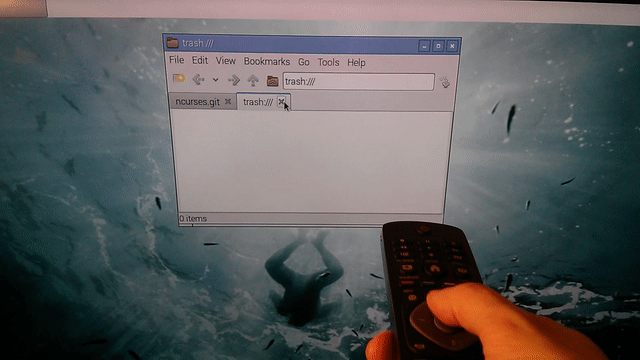 trash:///
File Edit View Bookmarks Go Tools Help
trash:///
ncurses.git trash:///
0 items